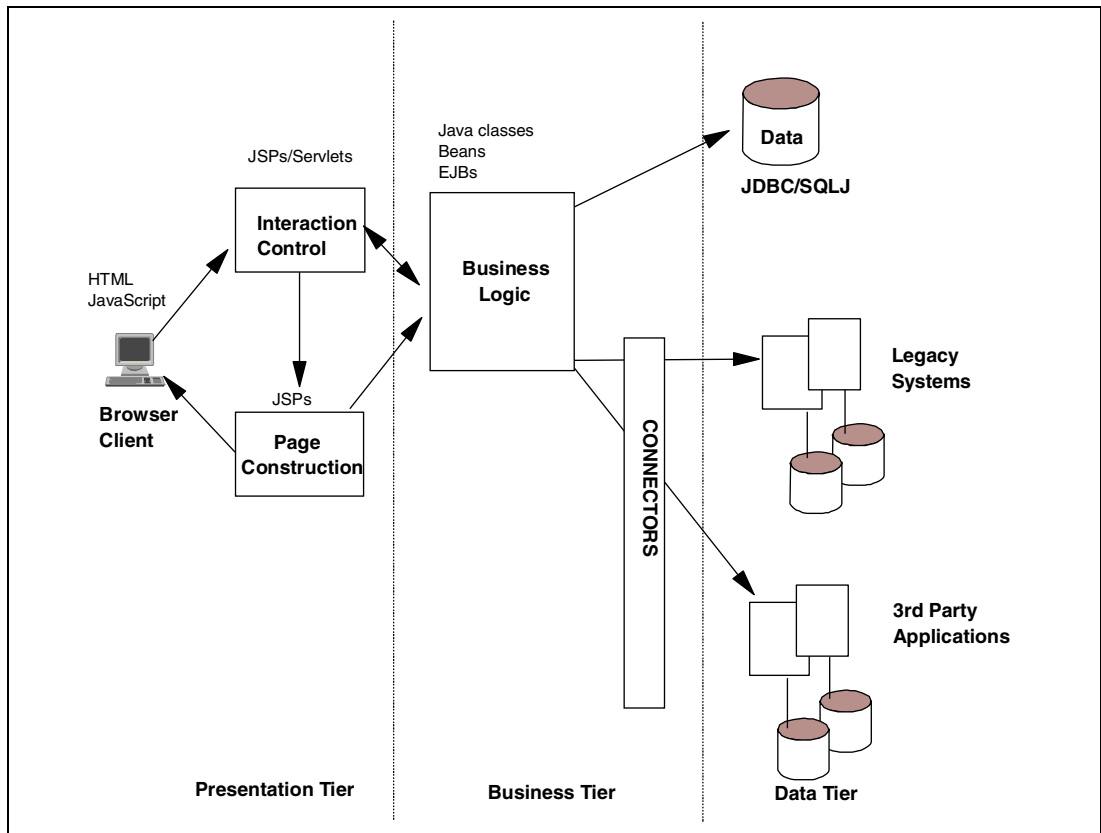 JSPs/Servlets
Interaction
Control
HTML
JavaScript
Browser
Client
JSPs
Page
Construction
Presentation Tier
Java classes
Beans
EJBs
Business
Logic
CONNECTORS
Business Tier
Data
JDBC/SQLJ
Legacy
Systems
3rd Party
Applications
Data Tier